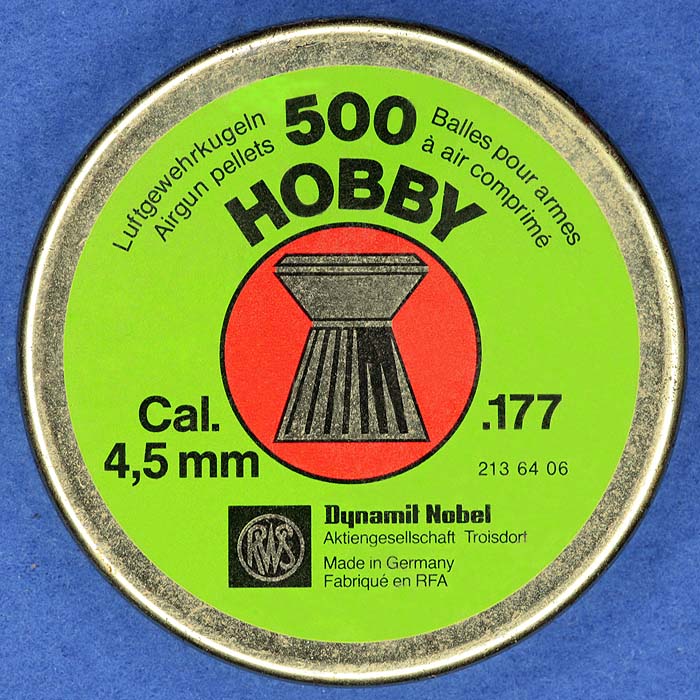 500
HOBBY
Luftgewehrkugeln
Airgun pellets
Balles pour armes
à air comprimé
Cal.
4,5 mm
.177
213 64 06
RWS
Dynamit Nobel
Aktiengesellschaft Troisdorf
Made in Germany
Fabriqué en RFA